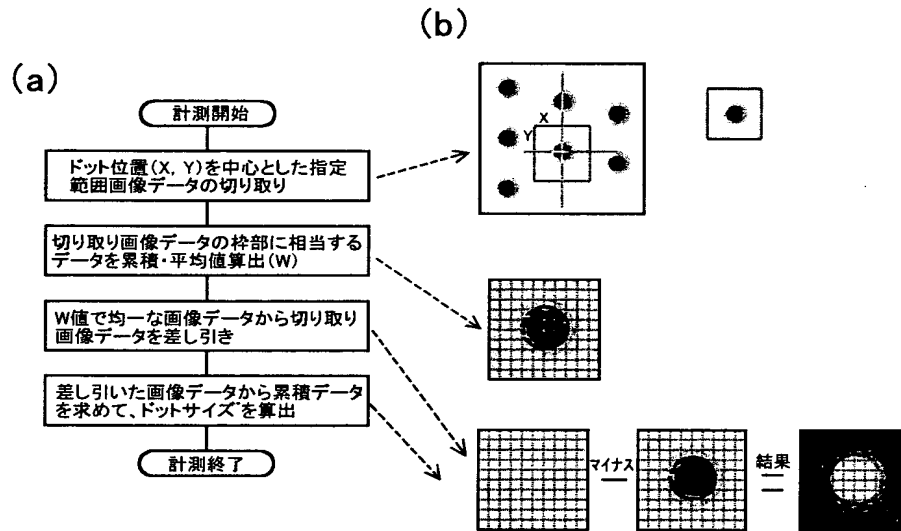 (b)
(a)
計測開始
ドット位置(X, Y)を中心とした指定
範囲画像データの切り取り
切り取り画像データの枠部に相当する
データを累積・平均値算出(W)
W値で均一な画像データから切り取り
画像データを差し引き
差し引いた画像データから累積データ
を求めて、ドットサイズを算出
計測終了
X
Y
マイナス
ー
結果
＝